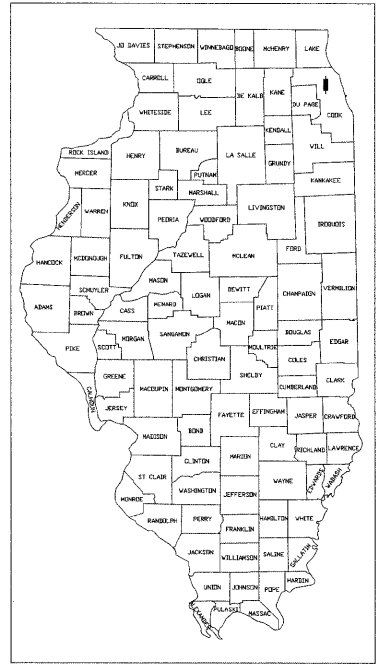 JO DAVIES
STEPHENSON
WINNEBAGO
BOONE
McHENRY
LAKE
CARROLL
OGLE
DE KALB
KANE
DU PAGE
COOK
WHITESIDE
LEE
KENDALL
WILL
ROCK ISLAND
HENRY
BUREAU
LA SALLE
GRUNDY
MERCER
PUTNAM
KANKAKEE
STARK
MARSHALL
HENDERSON
WARREN
KNOX
PEORIA
WOODFORD
LIVINGSTON
IROQUOIS
FORD
HANCOCK
MCDONOUGH
FULTON
TAZEWELL
MCLEAN
SCHUYLER
MASON
LOGAN
DEWITT
CHAMPAIGN
VERMILION
ADAMS
BROWN
CASS
MENARD
PIATT
MACON
SANGAMON
DOUGLAS
EDGAR
PIKE
SCOTT
MORGAN
CHRISTIAN
MOULTRIE
COLES
GREENE
MACOUPIN
MONTGOMERY
SHELBY
CUMBERLAND
CLARK
CALHOUN
JERSEY
FAYETTE
EFFINGHAM
JASPER
CRAWFORD
MADISON
BOND
CLAY
RICHLAND
LAWRENCE
CLINTON
MARION
ST CLAIR
WAYNE
EDWARDS
WABASH
MONROE
WASHINGTON
JEFFERSON
RANDOLPH
PERRY
HAMILTON
WHITE
FRANKLIN
JACKSON
WILLIAMSON
SALINE
GALLATIN
UNION
JOHNSON
POPE
HARDIN
ALEXANDER
PULASKI
MASSAC